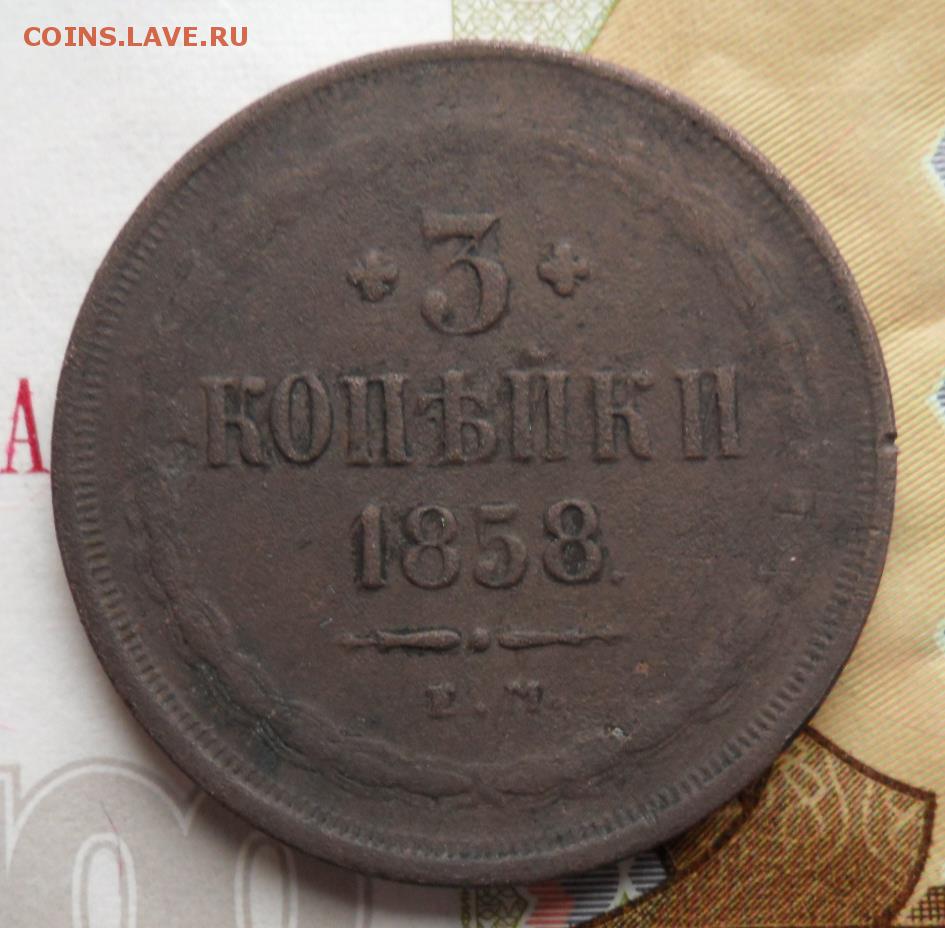 COINS.LAVE.RU
3
КОПѢЙКИ
1858.
Е.М.
А